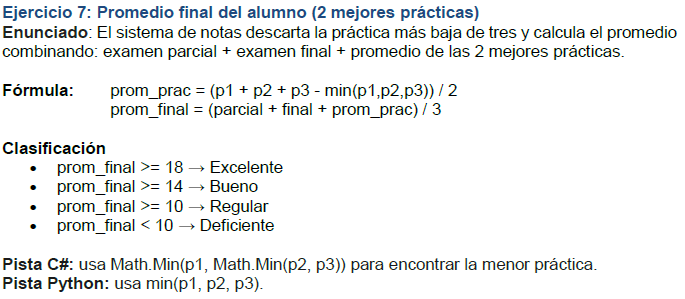 Ejercicio 7: Promedio final del alumno (2 mejores prácticas)
Enunciado: El sistema de notas descarta la práctica más baja de tres y calcula el promedio
combinando: examen parcial + examen final + promedio de las 2 mejores prácticas.
Fórmula: prom_prac = (p1 + p2 + p3 - min(p1,p2,p3)) / 2
prom_final = (parcial + final + prom_prac) / 3
Clasificación
• prom_final >= 18 → Excelente
• prom_final >= 14 → Bueno
• prom_final >= 10 → Regular
• prom_final < 10 → Deficiente
Pista C#: usa Math.Min(p1, Math.Min(p2, p3)) para encontrar la menor práctica.
Pista Python: usa min(p1, p2, p3).